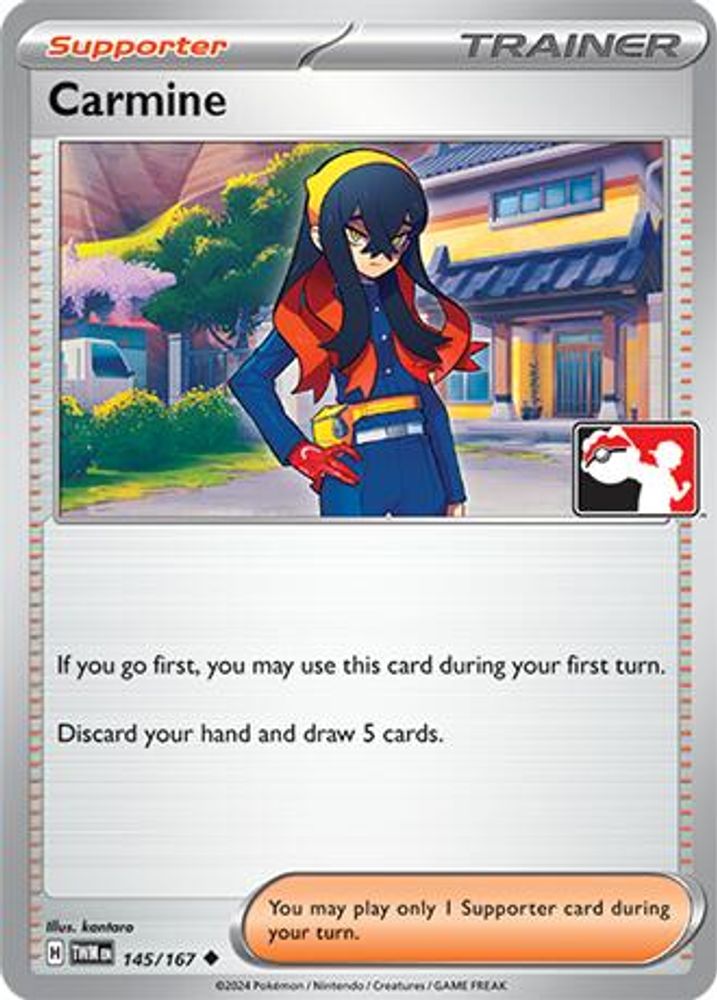 Supporter
TRAINER
Carmine
If you go first, you may use this card during your first turn.
Discard your hand and draw 5 cards.
You may play only 1 Supporter card during
your turn.
Illus. kantaro
H TWM EN 145/167
©2024 Pokémon / Nintendo / Creatures / GAME FREAK